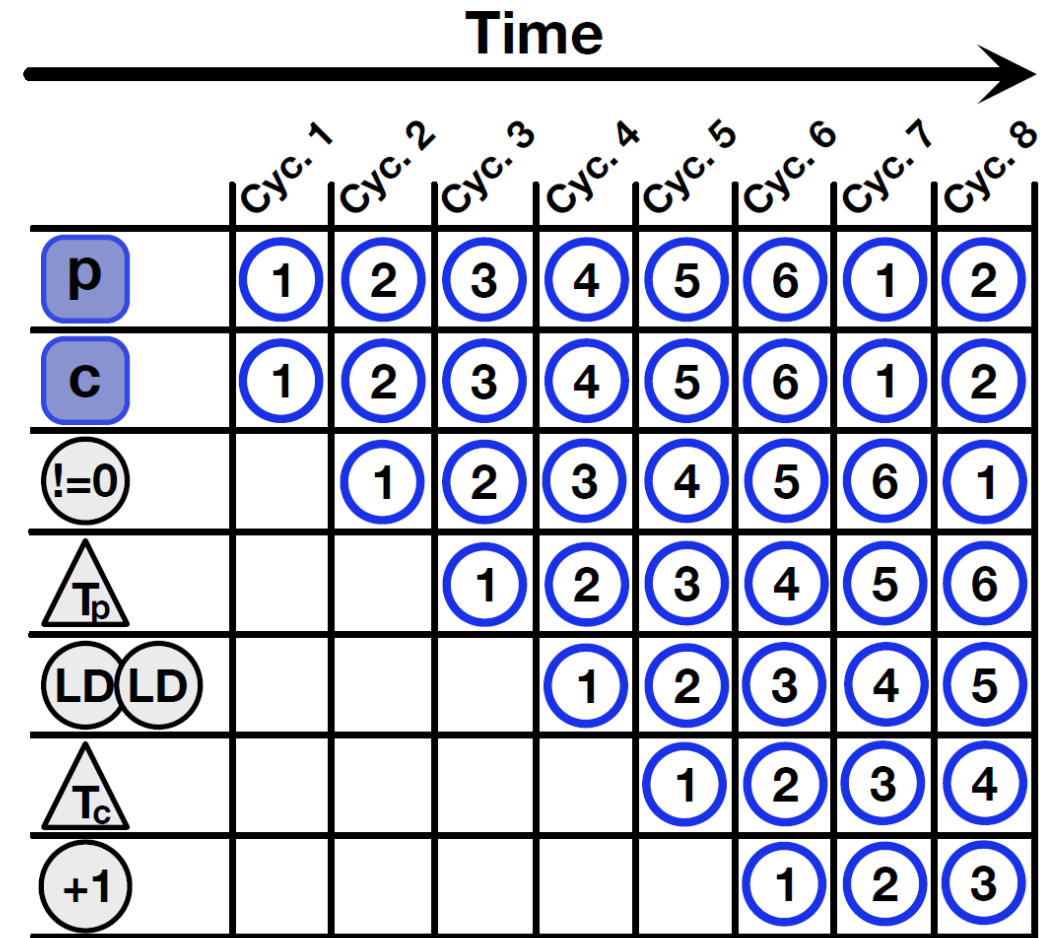 Time
Cyc. 1 Cyc. 2 Cyc. 3 Cyc. 4 Cyc. 5 Cyc. 6 Cyc. 7 Cyc. 8
p 1 2 3 4 5 6 1 2
c 1 2 3 4 5 6 1 2
!=0 1 2 3 4 5 6 1
Tp 1 2 3 4 5 6
LD LD 1 2 3 4 5
Tc 1 2 3 4
+1 1 2 3